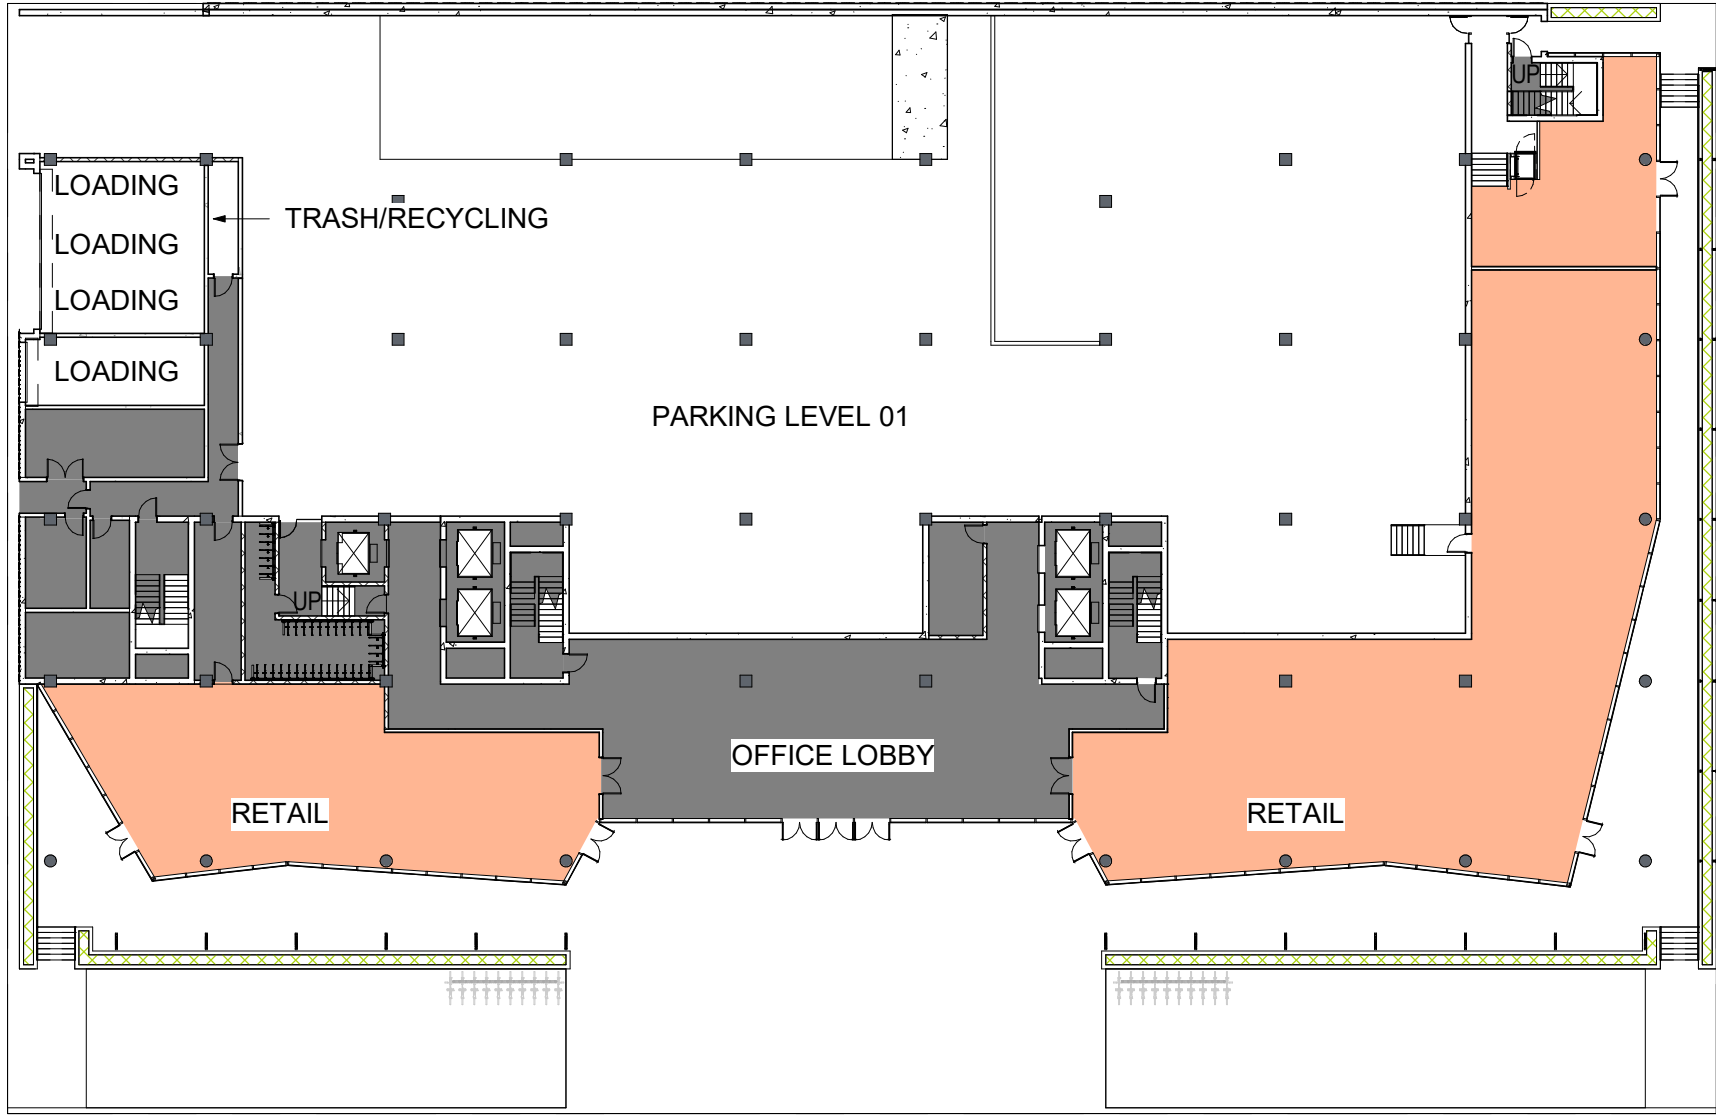 UP
LOADING
TRASH/RECYCLING
LOADING
LOADING
LOADING
PARKING LEVEL 01
UP
OFFICE LOBBY
RETAIL
RETAIL